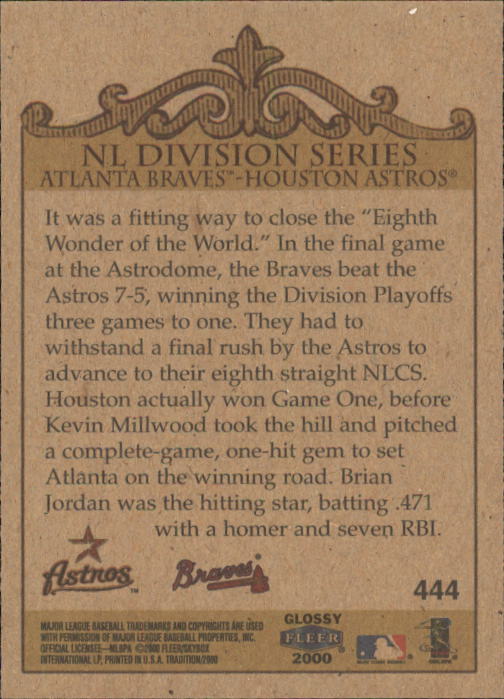 NL DIVISION SERIES
ATLANTA BRAVES™-HOUSTON ASTROS®
It was a fitting way to close the "Eighth
Wonder of the World." In the final game
at the Astrodome, the Braves beat the
Astros 7-5, winning the Division Playoffs
three games to one. They had to
withstand a final rush by the Astros to
advance to their eighth straight NLCS.
Houston actually won Game One, before
Kevin Millwood took the hill and pitched
a complete-game, one-hit gem to set
Atlanta on the winning road. Brian
Jordan was the hitting star, batting .471
with a homer and seven RBI.
Astros™
Braves®
444
MAJOR LEAGUE BASEBALL TRADEMARKS AND COPYRIGHTS ARE USED
WITH PERMISSION OF MAJOR LEAGUE BASEBALL PROPERTIES, INC.
OFFICIAL LICENSEE—MLBPA ©2000 FLEER/SKYBOX
INTERNATIONAL LP, PRINTED IN U.S.A. TRADITION/2000
GLOSSY
FLEER
2000